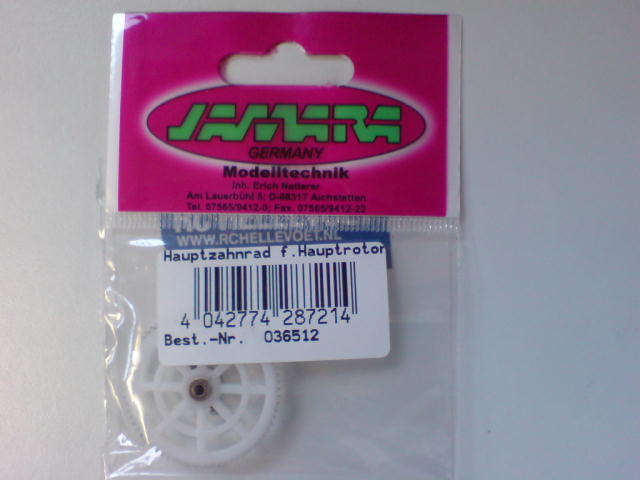 JAMARA
GERMANY
Modelltechnik
Inh. Erich Natterer
Am Lauerbühl 5; D-88317 Aichstetten
Tel. 07565/9412-0; Fax. 07565/9412-23
WWW.RCHELLEVOET.NL
Hauptzahnrad f.Hauptrotor
4 042774 287214
Best.-Nr. 036512